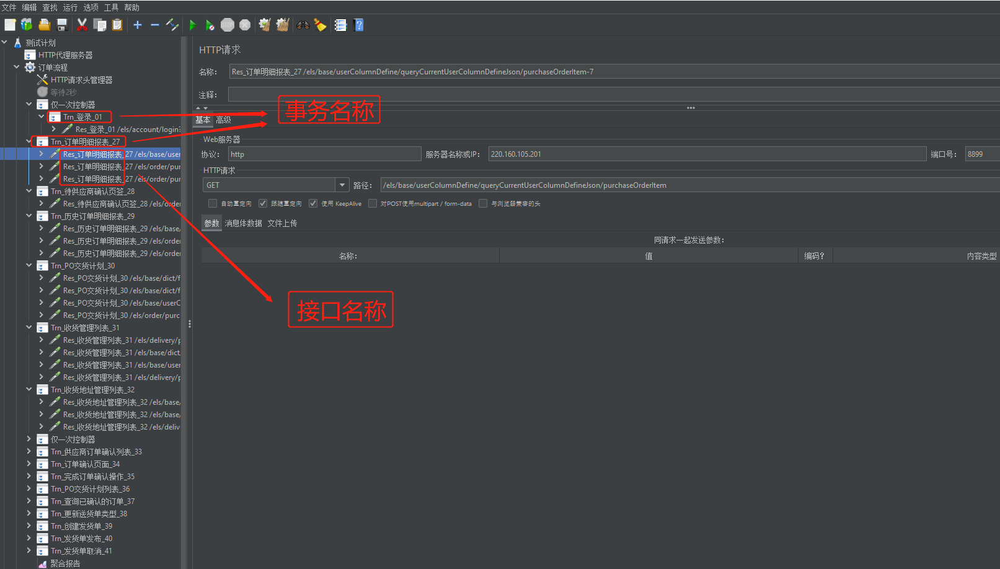 文件 编辑 查找 运行 选项 工具 帮助
STOP
测试计划
HTTP代理服务器
订单流程
HTTP请求头管理器
等待2秒
仅一次控制器
Trn_登录_01
Res_登录_01 /els/account/login?
Trn_订单明细报表_27
Res_订单明细报表_27 /els/base/user
Res_订单明细报表_27 /els/order/pur
Res_订单明细报表_27 /els/order/pur
Trn_待供应商确认页签_28
Res_待供应商确认页签_28 /els/order
Trn_历史订单明细报表_29
Res_历史订单明细报表_29 /els/base/
Res_历史订单明细报表_29 /els/order
Res_历史订单明细报表_29 /els/order
Trn_PO交货计划_30
Res_PO交货计划_30 /els/base/dict/f
Res_PO交货计划_30 /els/base/dict/f
Res_PO交货计划_30 /els/base/userC
Res_PO交货计划_30 /els/order/purc
Trn_收货管理列表_31
Res_收货管理列表_31 /els/delivery/p
Res_收货管理列表_31 /els/base/dict,
Res_收货管理列表_31 /els/base/user
Res_收货管理列表_31 /els/delivery/p
Trn_收货地址管理列表_32
Res_收货地址管理列表_32 /els/base,
Res_收货地址管理列表_32 /els/base,
Res_收货地址管理列表_32 /els/deliv
仅一次控制器
Trn_供应商订单确认列表_33
Trn_订单确认页面_34
Trn_完成订单确认操作_35
Trn_PO交货计划列表_36
Trn_查询已确认的订单_37
Trn_更新送货单类型_38
Trn_创建发货单_39
Trn_发货单发布_40
Trn_发货单取消_41
聚合报告
HTTP请求
名称： Res_订单明细报表_27 /els/base/userColumnDefine/queryCurrentUserColumnDefineJson/purchaseOrderItem-7
注释：
事务名称
基本 高级
Web服务器
协议： http 服务器名称或IP： 220.160.105.201 端口号： 8899
HTTP请求
GET 路径： /els/base/userColumnDefine/queryCurrentUserColumnDefineJson/purchaseOrderItem
自动重定向 跟随重定向 使用 KeepAlive 对POST使用multipart / form-data 与浏览器兼容的头
参数 消息体数据 文件上传
同请求一起发送参数：
名称： 值 编码? 内容类型
接口名称